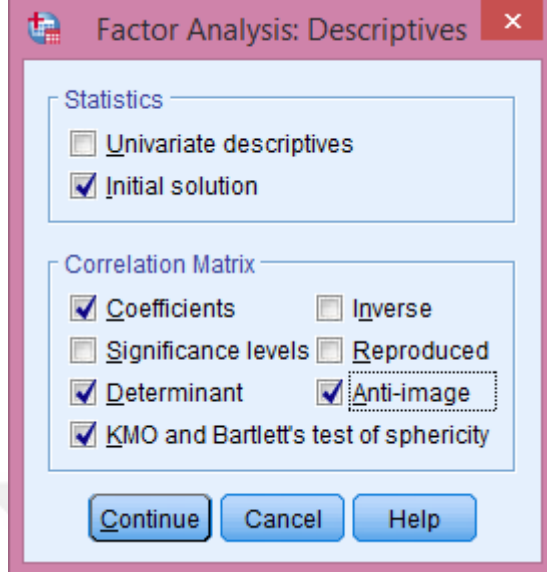 Factor Analysis: Descriptives
Statistics
Univariate descriptives
Initial solution
Correlation Matrix
Coefficients Inverse
Significance levels Reproduced
Determinant Anti-image
KMO and Bartlett's test of sphericity
Continue Cancel Help